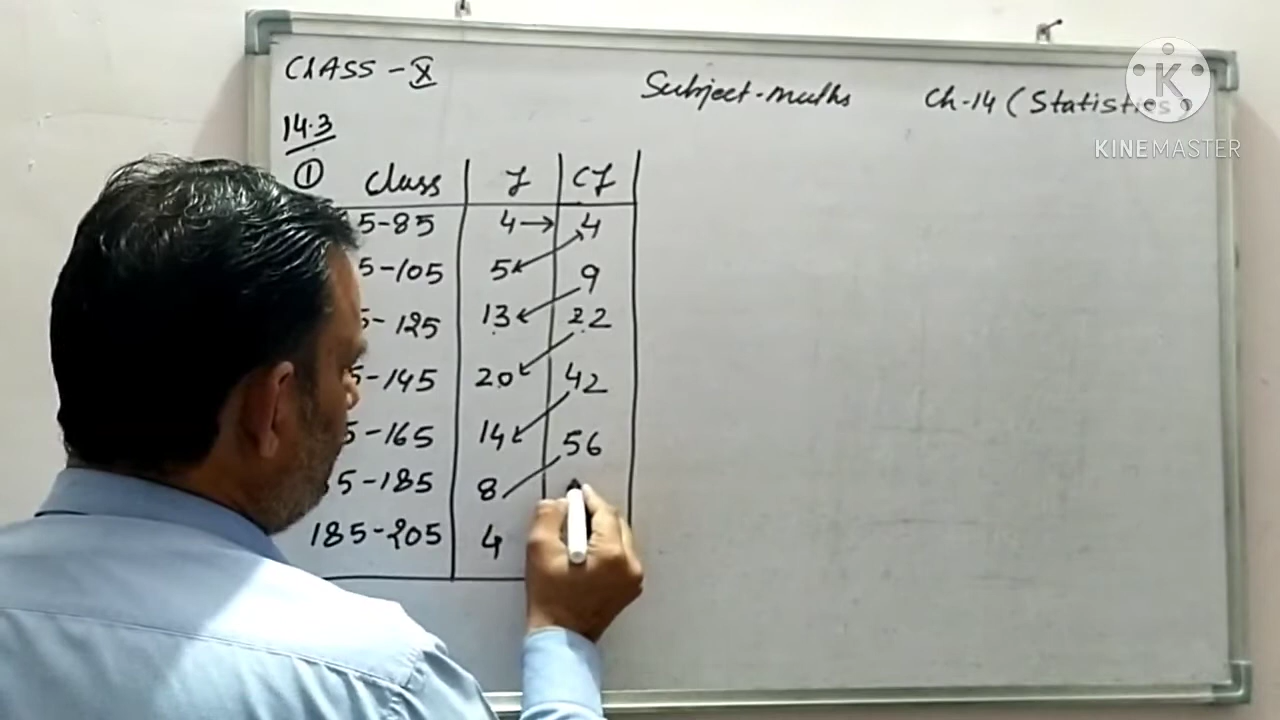 CLASS - X
Subject - maths
Ch-14 (Statistics
K
KINEMASTER
14.3
① Class f Cf
5-85 4 → 4
5-105 5 9
5-125 13 22
5-145 20 42
5-165 14 56
5-185 8
185-205 4